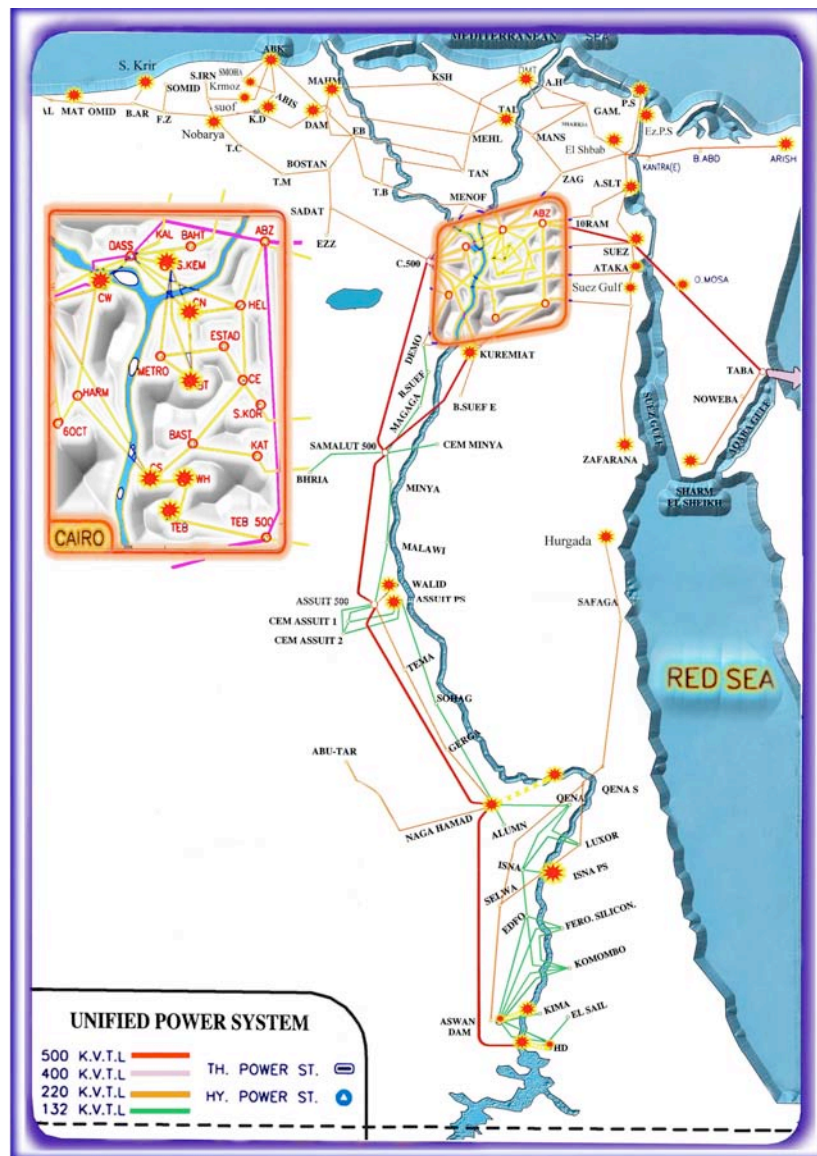 MEDITERRANEAN SEA
ABK
S. Krir
S.IRN
SMOHA
SOMID
Krmoz
MAHM
KSH
A.H
P.S
MAT
OMID
B.AR
F.Z
suof
K.D
ABIS
DAM
TAL
GAM.
Ez.P.S
Nobarya
EB
MEHL
MANS
SHARKIA
El Shbab
T.C
BOSTAN
KANTRA(E)
B.ABD
ARISH
T.M
T.B
TAN
ZAG
A.SLT
SADAT
MENOF
EZZ
ABZ
10RAM
C.500
SUEZ
ATAKA
Suez Gulf
O.MOSA
KAL
BAHT
ABZ
DASS
S.KEM
CW
CN
HEL
ESTAD
METRO
HARM
CE
6OCT
S.KOR
BAST
KAT
CS
WH
TEB
TEB 500
CAIRO
DEMO
KUREMIAT
B.SUEF
B.SUEF E
MAGAGA
TABA
NOWEBA
SUEZ GULF
AQABA GULF
SAMALUT 500
CEM MINYA
BHRIA
ZAFARANA
MINYA
SHARM
EL SHEIKH
MALAWI
Hurgada
WALID
ASSUIT 500
ASSUIT PS
CEM ASSUIT 1
CEM ASSUIT 2
SAFAGA
TEMA
RED SEA
SOHAG
GERGA
ABU-TAR
QENA
QENA S
NAGA HAMAD
ALUMN
LUXOR
ISNA
ISNA PS
SELWA
EDFO
FERO. SILICON.
KOMOMBO
KIMA
EL SAIL
ASWAN
DAM
HD
UNIFIED POWER SYSTEM
500 K.V.T.L
400 K.V.T.L
220 K.V.T.L
132 K.V.T.L
TH. POWER ST.
HY. POWER ST.